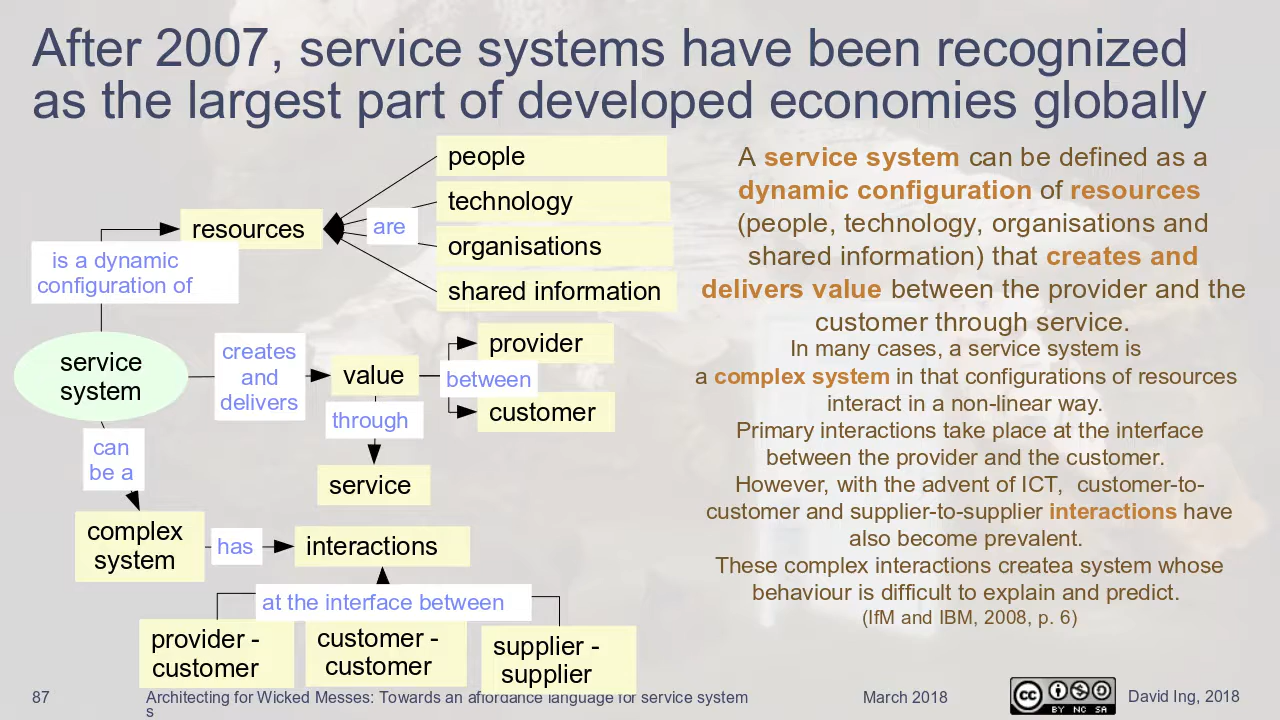 After 2007, service systems have been recognized
as the largest part of developed economies globally
people
technology
organisations
shared information
resources
are
is a dynamic
configuration of
service
system
creates
and
delivers
value
between
provider
customer
through
service
can
be a
complex
system
has
interactions
at the interface between
provider -
customer
customer -
customer
supplier -
supplier
A service system can be defined as a
dynamic configuration of resources
(people, technology, organisations and
shared information) that creates and
delivers value between the provider and the
customer through service.
In many cases, a service system is
a complex system in that configurations of resources
interact in a non-linear way.
Primary interactions take place at the interface
between the provider and the customer.
However, with the advent of ICT, customer-to-
customer and supplier-to-supplier interactions have
also become prevalent.
These complex interactions createa system whose
behaviour is difficult to explain and predict.
(IfM and IBM, 2008, p. 6)
87
Architecting for Wicked Messes: Towards an affordance language for service system
s
March 2018
cc
BY NC SA
David Ing, 2018